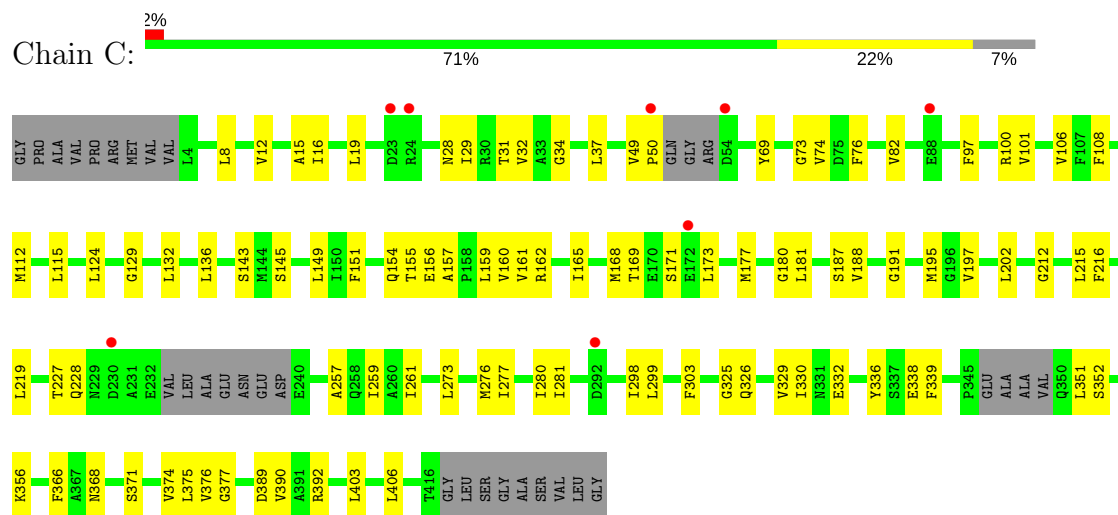 2%
Chain C:
71% 22% 7%
GLY PRO ALA VAL PRO ARG MET VAL VAL L4 L8 V12 A15 I16 L19 D23 R24 N28 I29 R30 T31 V32 A33 G34 L37 V49 P50 GLN GLY ARG D54 Y69 G73 V74 D75 F76 V82 E88 F97 R100 V101 V106 F107 F108
M112 L115 L124 G129 L132 L136 S143 M144 S145 L149 I150 F151 Q154 T155 E156 A157 P158 L159 V160 V161 R162 I165 M168 T169 E170 S171 E172 L173 M177 G180 L181 S187 V188 G191 M195 G196 V197 L202 G212 L215 F216
L219 T227 Q228 N229 D230 A231 E232 VAL LEU ALA GLU ASN GLU ASP E240 A257 Q258 I259 A260 I261 L273 M276 I277 I280 I281 D292 I298 L299 F303 G325 Q326 V329 I330 N331 E332 Y336 S337 E338 F339 P345 GLU ALA ALA VAL Q350 L351 S352
K356 F366 A367 N368 S371 V374 L375 V376 G377 D389 V390 A391 R392 L403 L406 T416 GLY LEU SER GLY ALA SER VAL LEU GLY